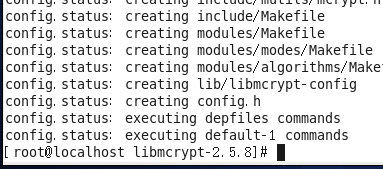 config.status: creating include/mutils/mcrypt.h
config.status: creating include/Makefile
config.status: creating modules/Makefile
config.status: creating modules/modes/Makefile
config.status: creating modules/algorithms/Make
config.status: creating lib/libmcrypt-config
config.status: creating config.h
config.status: executing depfiles commands
config.status: executing default-1 commands
[root@localhost libmcrypt-2.5.8]#